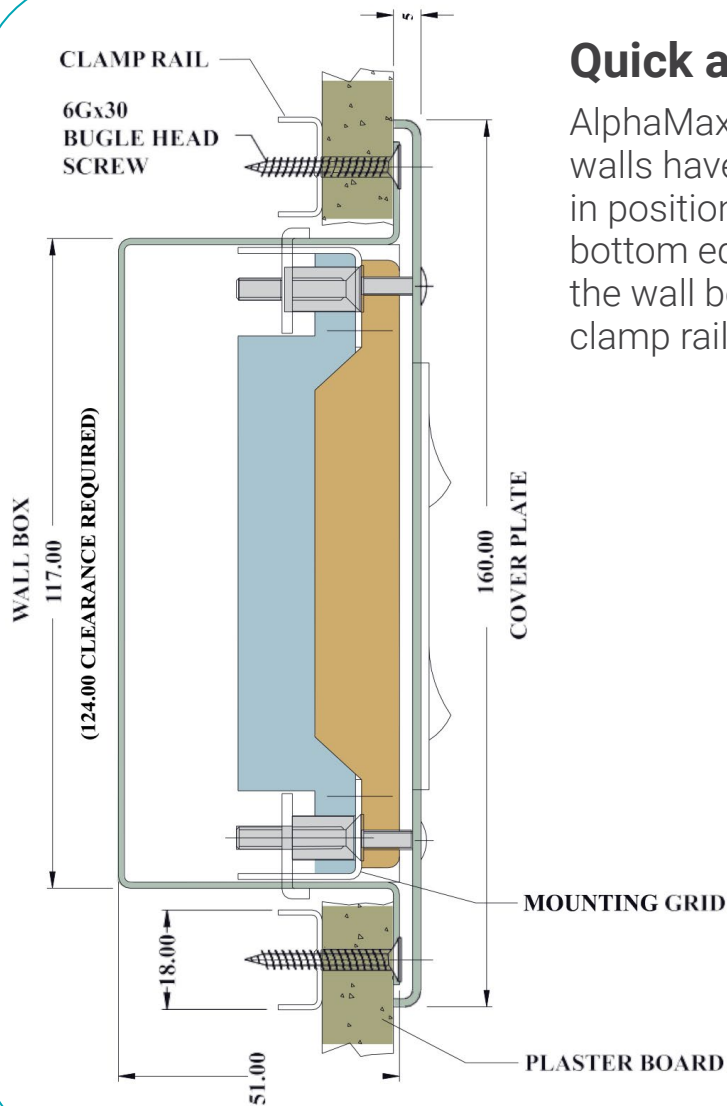 5
CLAMP RAIL
6Gx30
BUGLE HEAD
SCREW
WALL BOX
117.00
(124.00 CLEARANCE REQUIRED)
160.00
COVER PLATE
MOUNTING GRID
18.00
PLASTER BOARD
51.00
Quick a
AlphaMax
walls have
in position
bottom ed
the wall b
clamp rail